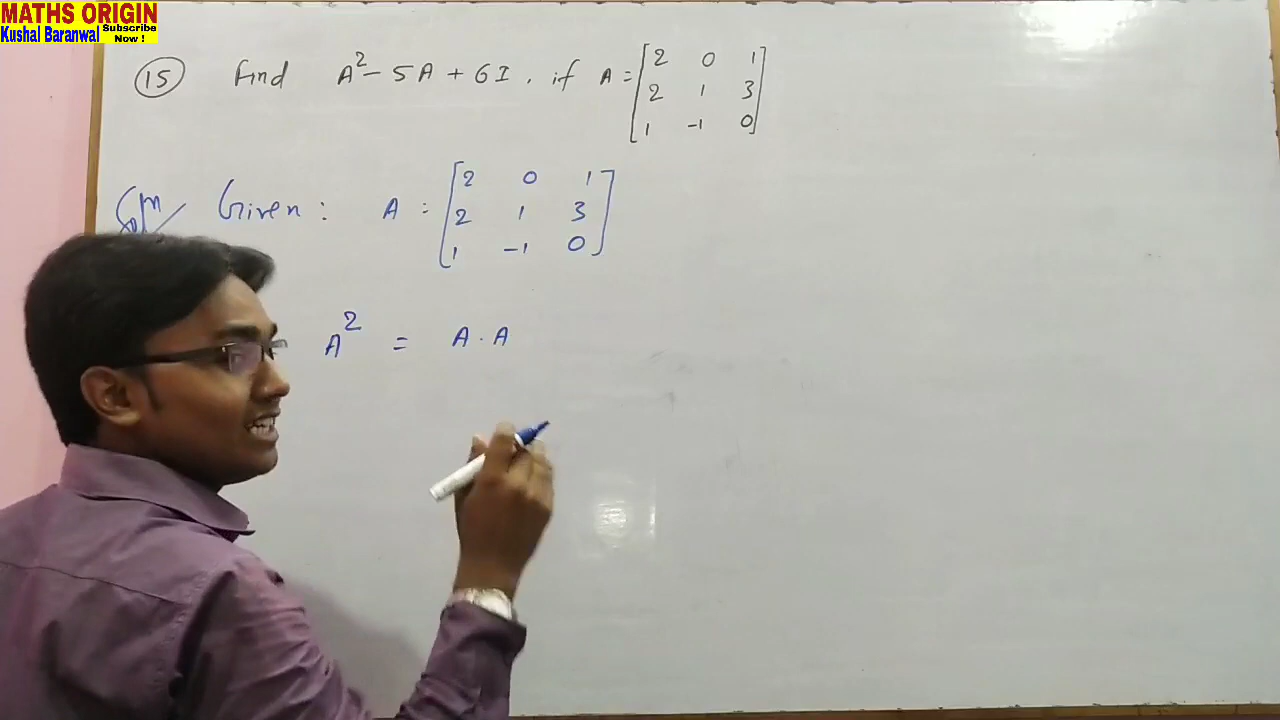 MATHS ORIGIN
Kushal Baranwal Subscribe Now !
15 Find A² - 5A + 6I . if A = [2 0 1
2 1 3
1 -1 0]
Soln Given : A = [2 0 1
2 1 3
1 -1 0]
A² = A . A